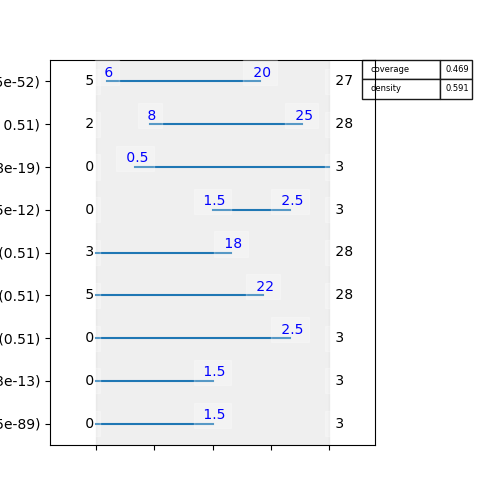 coverage 0.469
density 0.591
5e-52) 5 6 20 27
0.51) 2 8 25 28
8e-19) 0 0.5 3
5e-12) 0 1.5 2.5 3
(0.51) 3 18 28
(0.51) 5 22 28
(0.51) 0 2.5 3
3e-13) 0 1.5 3
5e-89) 0 1.5 3